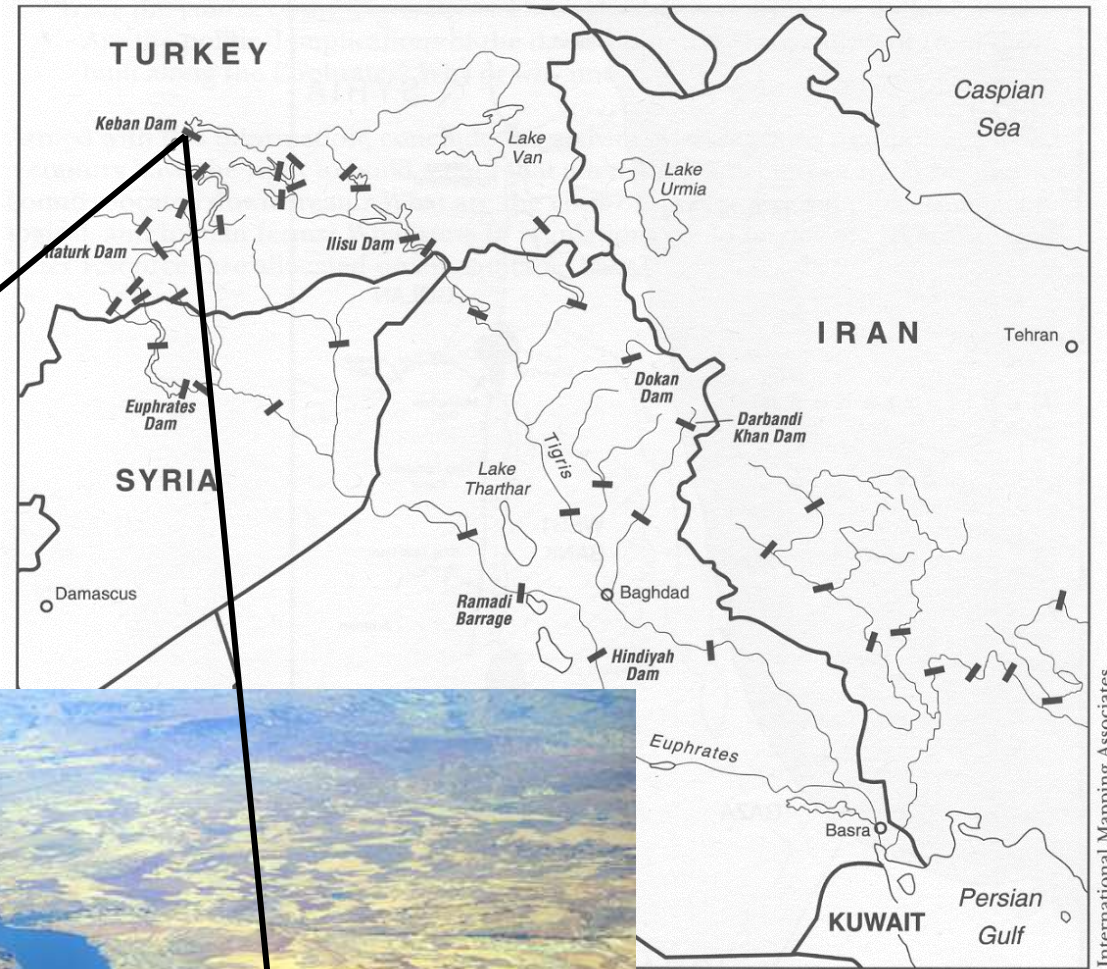 TURKEY
Caspian
Sea
Keban Dam
Lake
Van
Lake
Urmia
Ilisu Dam
aturk Dam
IRAN
Tehran
Dokan
Dam
Euphrates
Dam
Darbandi
Khan Dam
Tigris
SYRIA
Lake
Tharthar
Damascus
Baghdad
Ramadi
Barrage
Hindiyah
Dam
Euphrates
Basra
Persian
Gulf
KUWAIT
International Mapping Associates